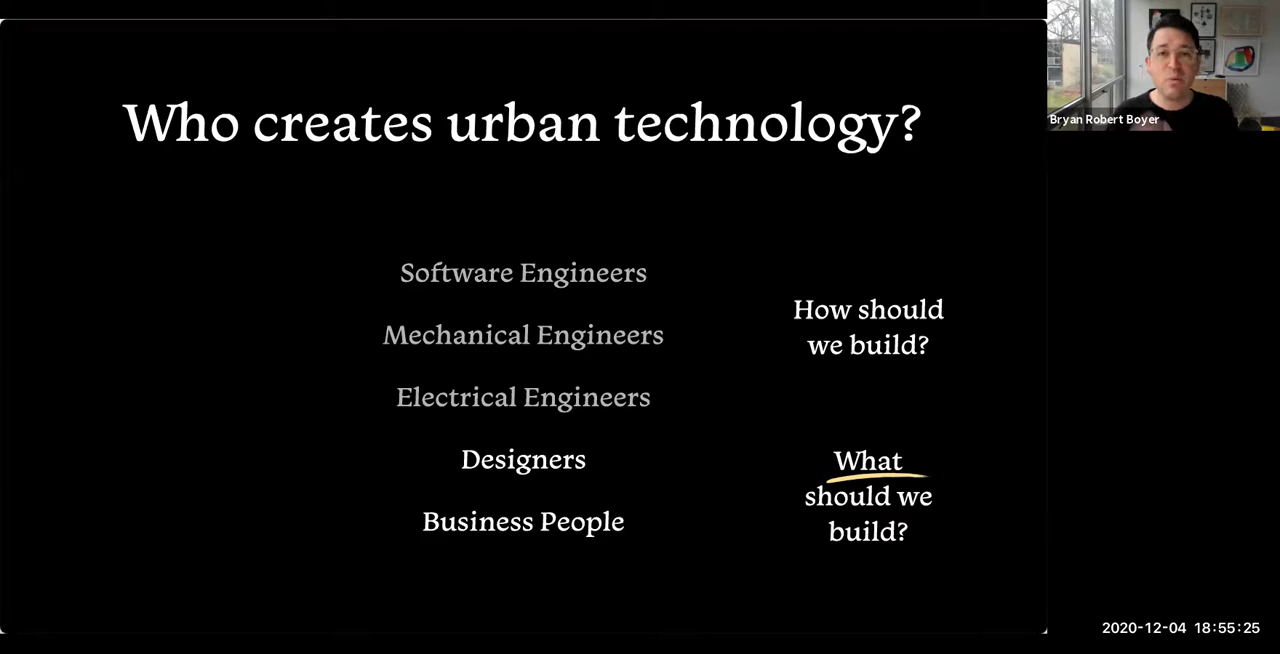 Who creates urban technology?
Software Engineers
Mechanical Engineers
Electrical Engineers
Designers
Business People
How should
we build?
What
should we
build?
Bryan Robert Boyer
2020-12-04 18:55:25